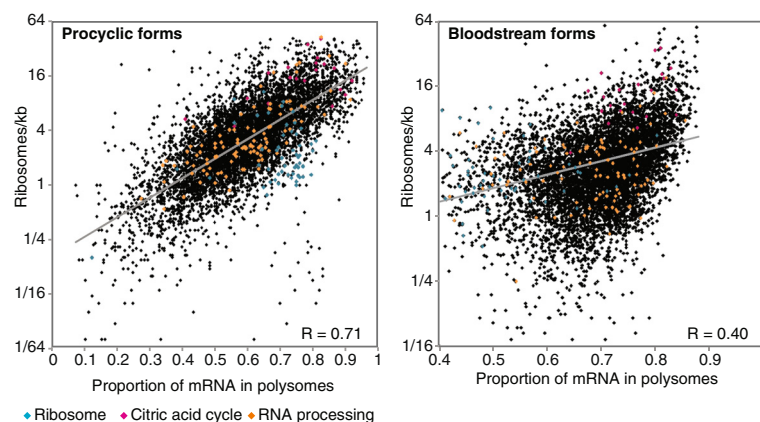 Procyclic forms
Ribosomes/kb
64
16
4
1
1/4
1/16
1/64
0
0.1
0.2
0.3
0.4
0.5
0.6
0.7
0.8
0.9
1
R = 0.71
Proportion of mRNA in polysomes
Bloodstream forms
Ribosomes/kb
64
16
4
1
1/4
1/16
0.4
0.5
0.6
0.7
0.8
0.9
R = 0.40
Proportion of mRNA in polysomes
Ribosome
Citric acid cycle
RNA processing